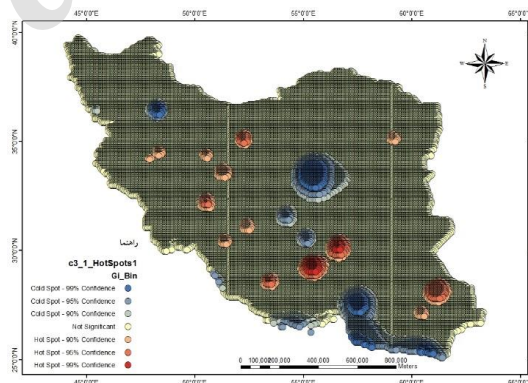 45°0'0"E 50°0'0"E 55°0'0"E 60°0'0"E 65°0'0"E
40°0'0"N
35°0'0"N
30°0'0"N
25°0'0"N
N
W E
S
راهنما
c3_1_HotSpots1
Gi_Bin
Cold Spot - 99% Confidence
Cold Spot - 95% Confidence
Cold Spot - 90% Confidence
Not Significant
Hot Spot - 90% Confidence
Hot Spot - 95% Confidence
Hot Spot - 99% Confidence
0 100,000 200,000 400,000 600,000 800,000
Meters
45°0'0"E 50°0'0"E 55°0'0"E 60°0'0"E